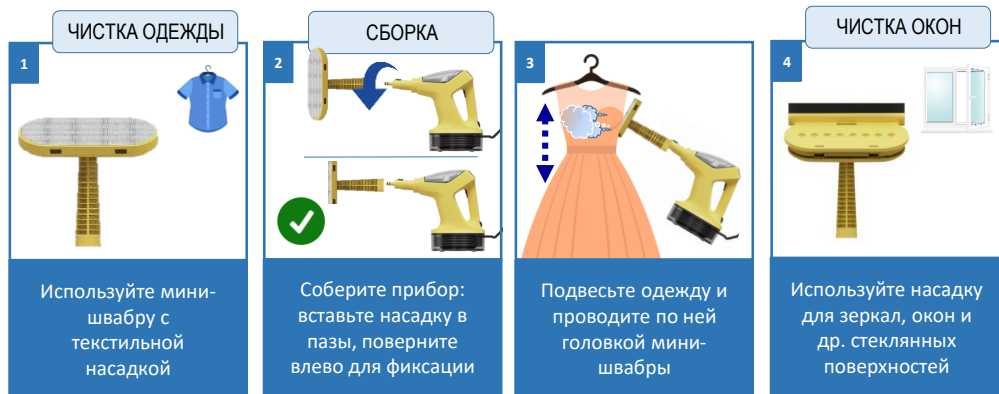 ЧИСТКА ОДЕЖДЫ
1
Используйте мини-
швабру с
текстильной
насадкой
СБОРКА
2
Соберите прибор:
вставьте насадку в
пазы, поверните
влево для фиксации
3
Подвесьте одежду и
проводите по ней
головкой мини-
швабры
ЧИСТКА ОКОН
4
Используйте насадку
для зеркал, окон и
др. стеклянных
поверхностей